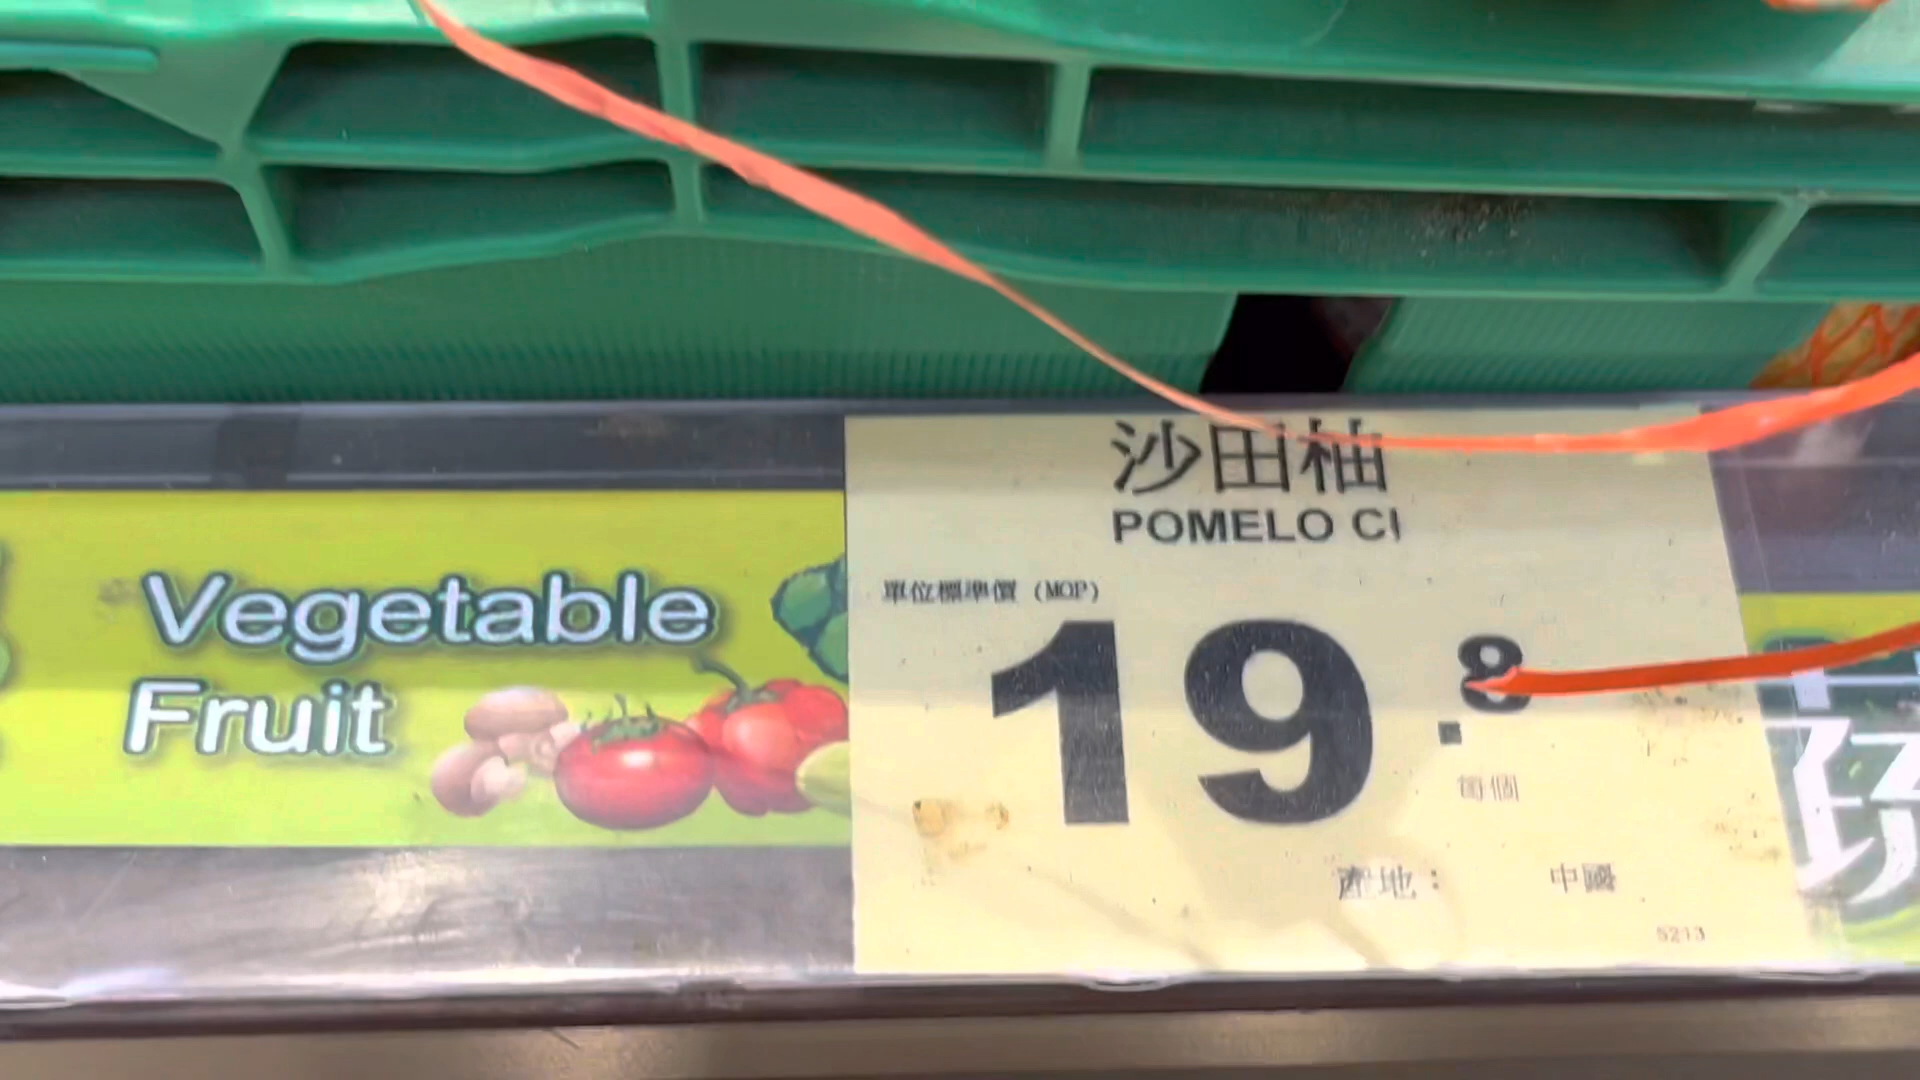 Vegetable
Fruit
沙田柚
POMELO CI
單位標準價 (MOP)
19.8
每個
產地： 中國
5213